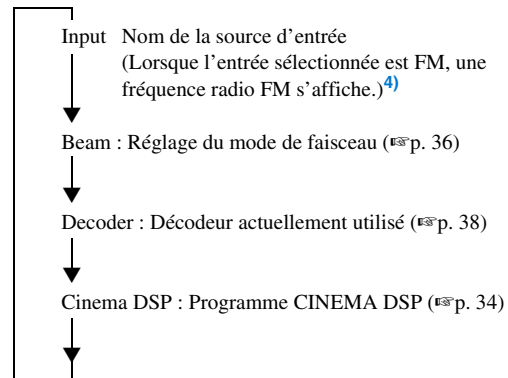 Input Nom de la source d'entrée
(Lorsque l'entrée sélectionnée est FM, une
fréquence radio FM s'affiche.)4)
Beam : Réglage du mode de faisceau (☞p. 36)
Decoder : Décodeur actuellement utilisé (☞p. 38)
Cinema DSP : Programme CINEMA DSP (☞p. 34)